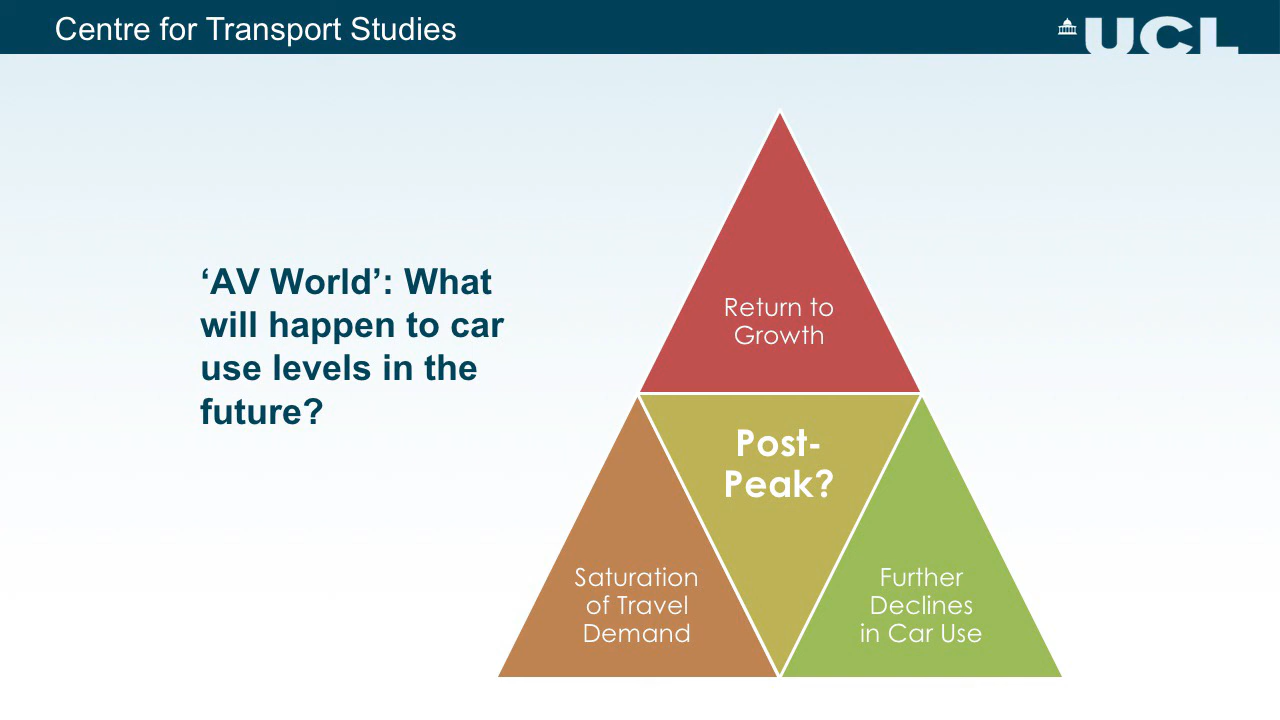 Centre for Transport Studies
UCL
‘AV World’: What
will happen to car
use levels in the
future?
Return to
Growth
Post-
Peak?
Saturation
of Travel
Demand
Further
Declines
in Car Use